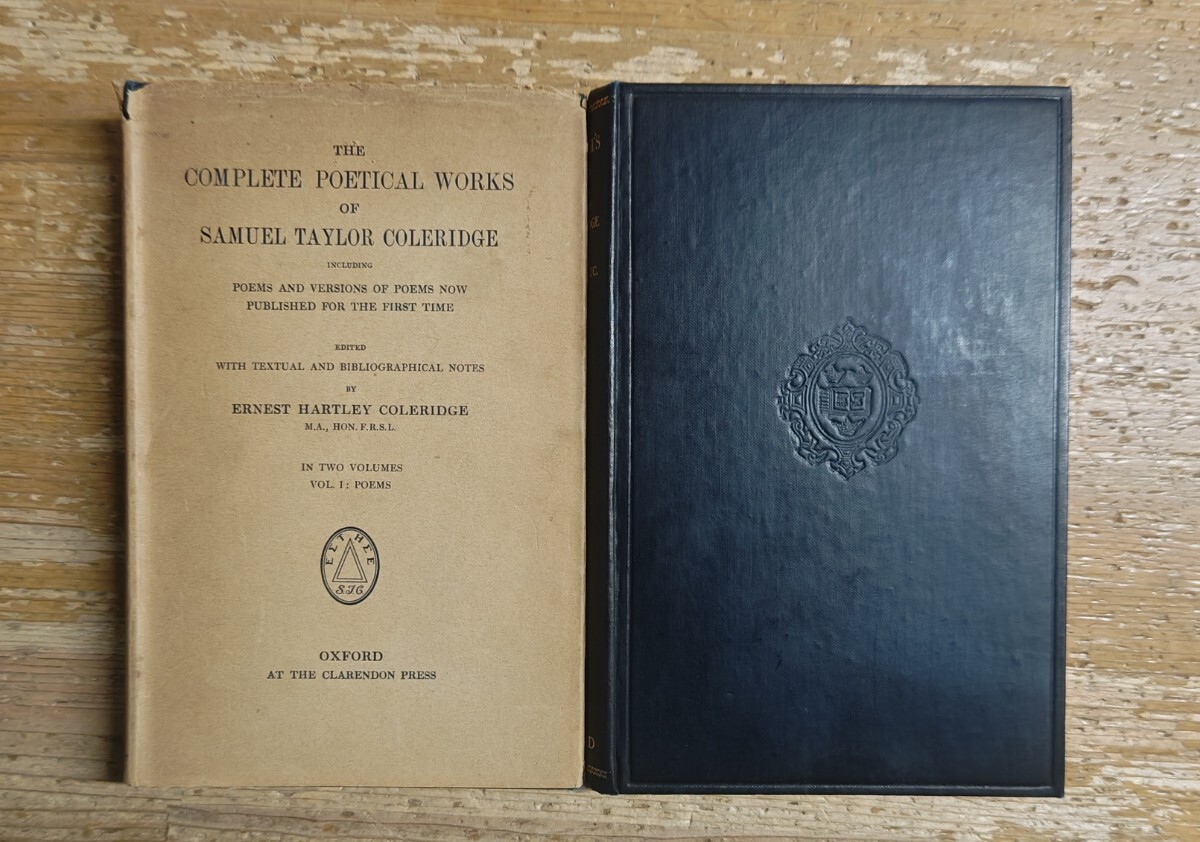 THE
COMPLETE POETICAL WORKS
OF
SAMUEL TAYLOR COLERIDGE
INCLUDING
POEMS AND VERSIONS OF POEMS NOW
PUBLISHED FOR THE FIRST TIME
EDITED
WITH TEXTUAL AND BIBLIOGRAPHICAL NOTES
BY
ERNEST HARTLEY COLERIDGE
M.A., HON. F.R.S.L.
IN TWO VOLUMES
VOL. I: POEMS
ΕΣΤΗΣΕ
S.T.C.
OXFORD
AT THE CLARENDON PRESS